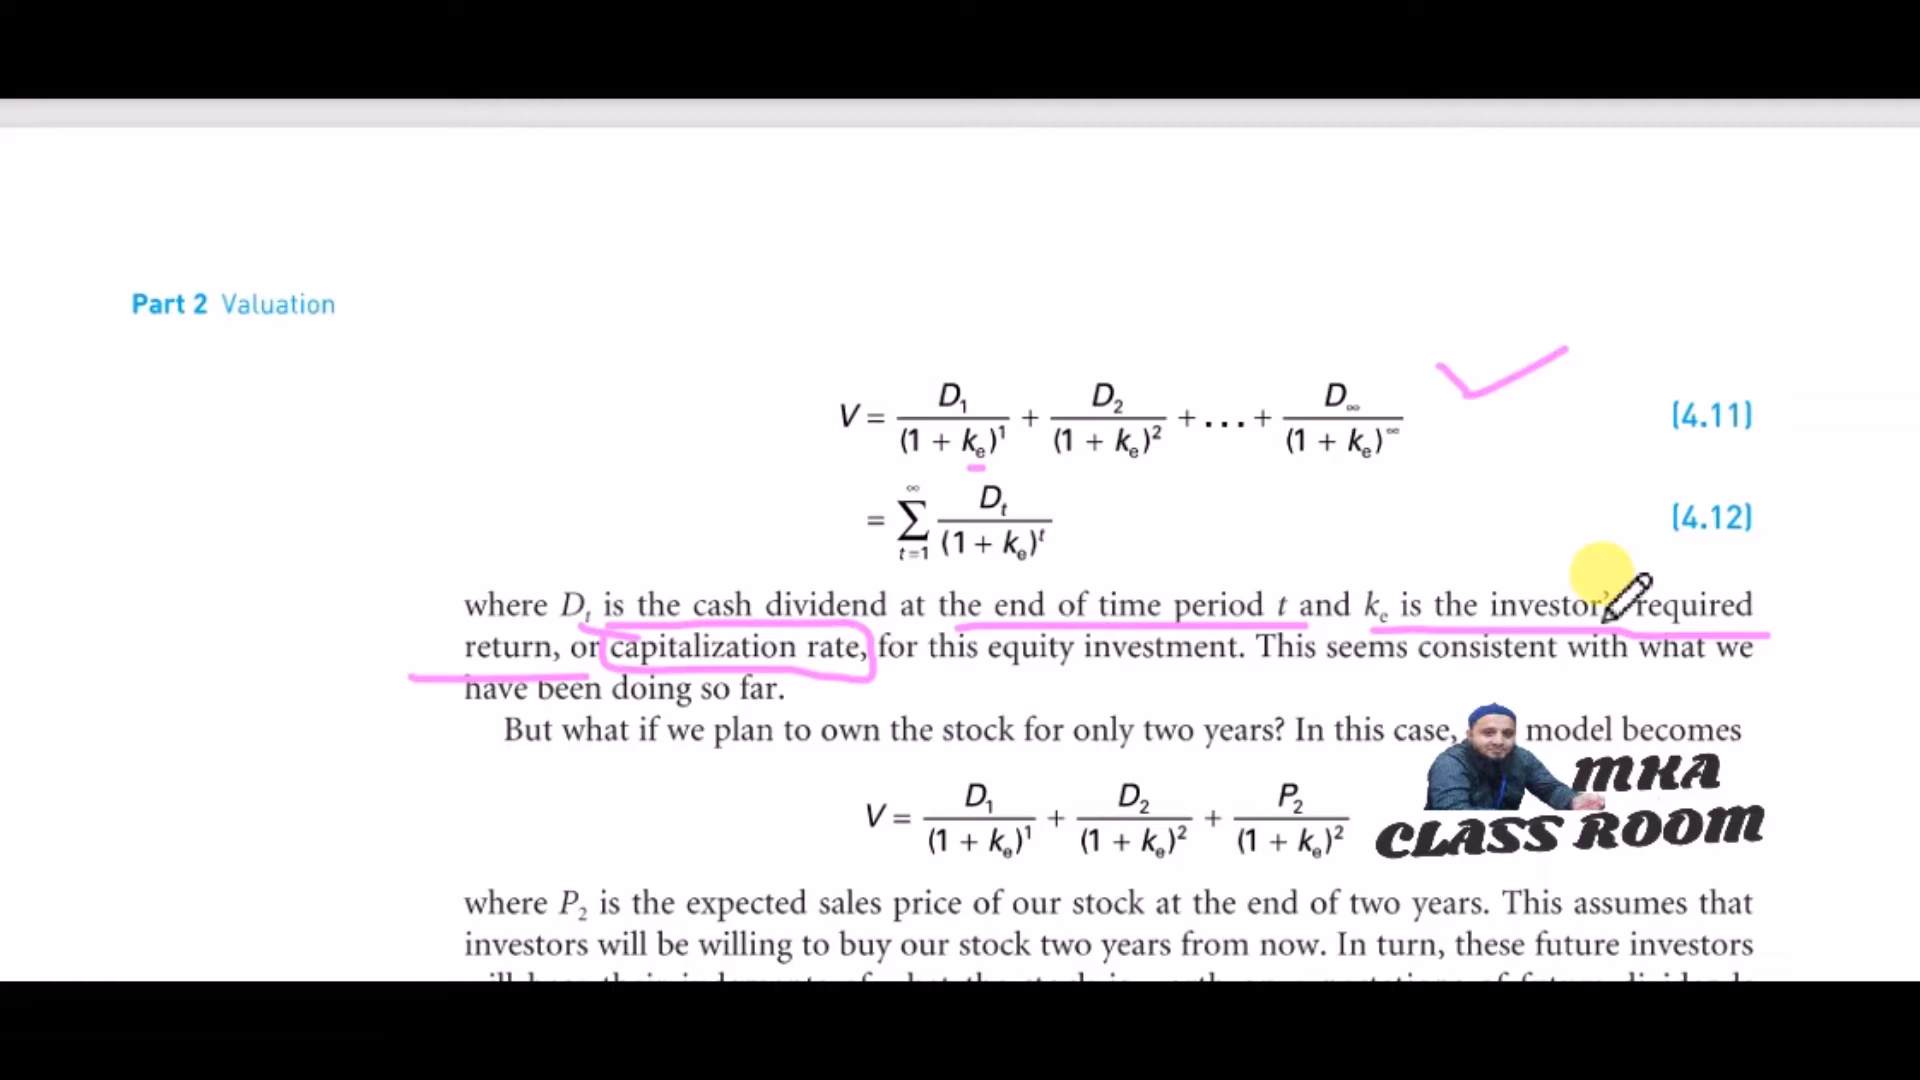 Part 2 Valuation
V = D₁/(1 + kₑ)¹ + D₂/(1 + kₑ)² + . . . + D∞/(1 + kₑ)^∞ (4.11)
= ∑_{t=1}^{∞} D_t/(1 + kₑ)^t (4.12)
where D_t is the cash dividend at the end of time period t and kₑ is the investor' required
return, or capitalization rate, for this equity investment. This seems consistent with what we
have been doing so far.
But what if we plan to own the stock for only two years? In this case, model becomes
V = D₁/(1 + kₑ)¹ + D₂/(1 + kₑ)² + P₂/(1 + kₑ)²
MKA
CLASS ROOM
where P₂ is the expected sales price of our stock at the end of two years. This assumes that
investors will be willing to buy our stock two years from now. In turn, these future investors